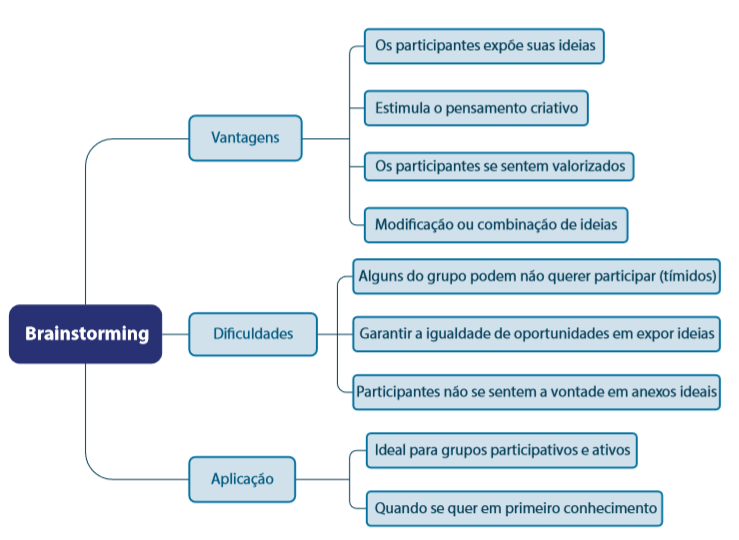 Brainstorming
Vantagens
Os participantes expõe suas ideias
Estimula o pensamento criativo
Os participantes se sentem valorizados
Modificação ou combinação de ideias
Dificuldades
Alguns do grupo podem não querer participar (tímidos)
Garantir a igualdade de oportunidades em expor ideias
Participantes não se sentem a vontade em anexos ideais
Aplicação
Ideal para grupos participativos e ativos
Quando se quer em primeiro conhecimento